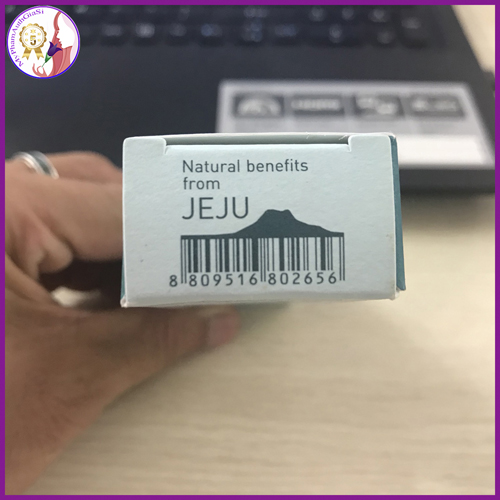 Natural benefits
from
JEJU
8 809516 802656